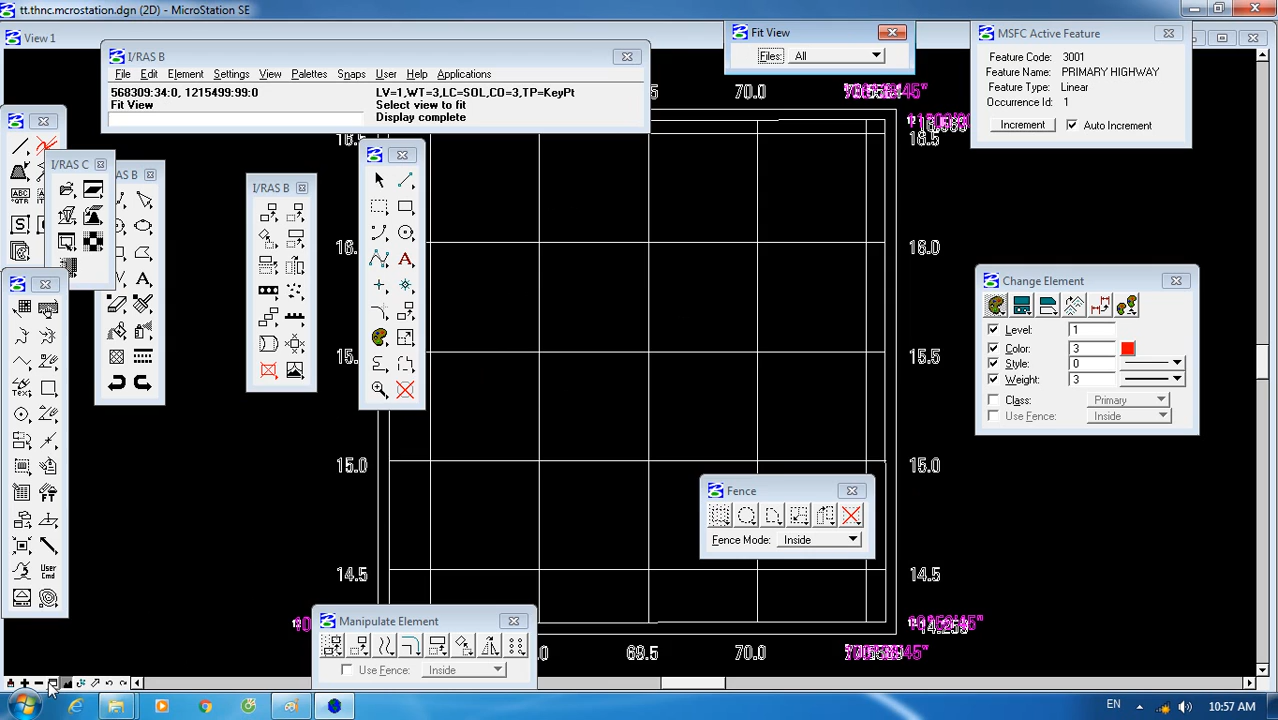 tt.thnc.mcrostation.dgn (2D) - MicroStation SE
View 1
I/RAS B
File Edit Element Settings View Palettes Snaps User Help Applications
568309:34:0, 1215499:99:0 LV=1,WT=3,LC=SOL,CO=3,TP=KeyPt
Fit View Select view to fit
Display complete
Fit View
Files: All
MSFC Active Feature
Feature Code: 3001
Feature Name: PRIMARY HIGHWAY
Feature Type: Linear
Occurrence Id: 1
Increment Auto Increment
70.0
16.5
16.5
I/RAS C
I/RAS B
16.0
Change Element
Level: 1
Color: 3
Style: 0
Weight: 3
Class: Primary
Use Fence: Inside
15.5
15.0
15.0
Fence
Fence Mode: Inside
14.5
14.5
Manipulate Element
Use Fence: Inside
69.5
70.0
EN
10:57 AM